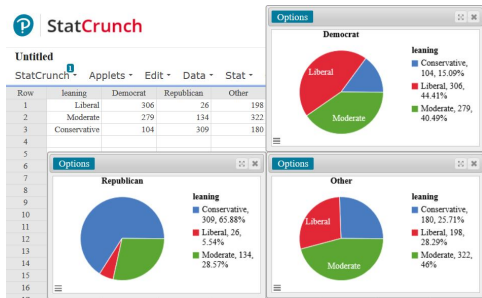 P StatCrunch
Untitled
StatCrunch 1 Applets Edit Data Stat
Row leaning Democrat Republican Other
1 Liberal 306 26 198
2 Moderate 279 134 322
3 Conservative 104 309 180
4
5
6
7
8
9
10
11
12
13
14
15
16
Options
Democrat
Liberal
Moderate
leaning
Conservative,
104, 15.09%
Liberal, 306,
44.41%
Moderate, 279,
40.49%
Options
Republican
leaning
Conservative,
309, 65.88%
Liberal, 26,
5.54%
Moderate, 134,
28.57%
Options
Other
Liberal
Moderate
leaning
Conservative,
180, 25.71%
Liberal, 198,
28.29%
Moderate, 322,
46%